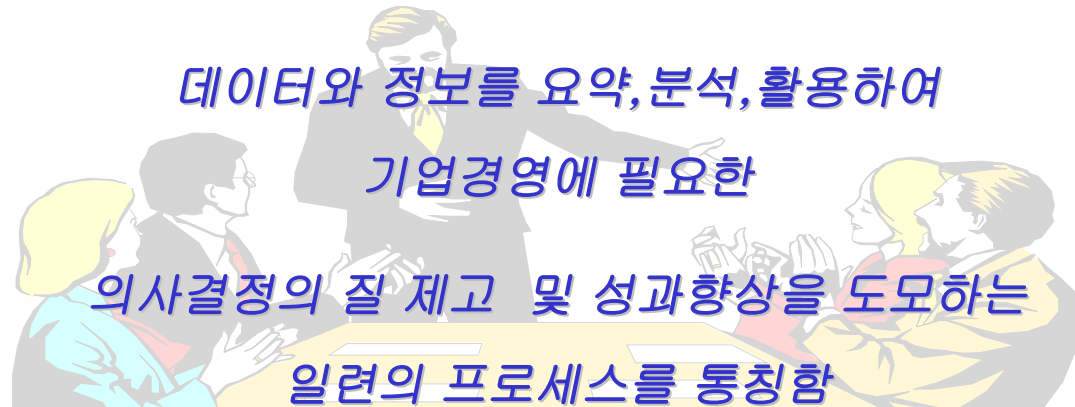 데이터와 정보를 요약,분석,활용하여
기업경영에 필요한
의사결정의 질 제고 및 성과향상을 도모하는
일련의 프로세스를 통칭함